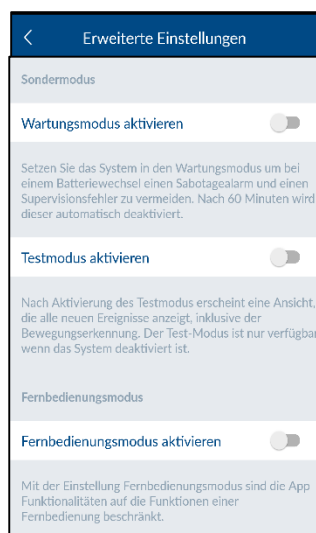 Erweiterte Einstellungen
Sondermodus
Wartungsmodus aktivieren
Setzen Sie das System in den Wartungsmodus um bei
einem Batteriewechsel einen Sabotagealarm und einen
Supervisionsfehler zu vermeiden. Nach 60 Minuten wird
dieser automatisch deaktiviert.
Testmodus aktivieren
Nach Aktivierung des Testmodus erscheint eine Ansicht,
die alle neuen Ereignisse anzeigt, inklusive der
Bewegungserkennung. Der Test-Modus ist nur verfügbar
wenn das System deaktiviert ist.
Fernbedienungsmodus
Fernbedienungsmodus aktivieren
Mit der Einstellung Fernbedienungsmodus sind die App
Funktionalitäten auf die Funktionen einer
Fernbedienung beschränkt.